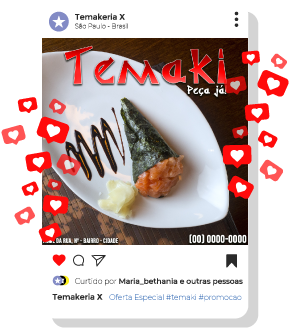 Temakeria X
São Paulo - Brasil
Temaki
Peça já!
NOME DA RUA, Nº - BAIRRO - CIDADE
(00) 0000-0000
Curtido por Maria_bethania e outras pessoas
Temakeria X Oferta Especial #temaki #promocao